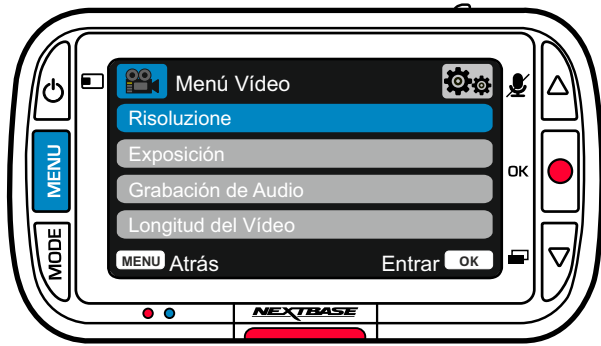 Menú Vídeo
Risoluzione
Exposición
Grabación de Audio
Longitud del Vídeo
MENU Atrás Entrar OK
MENU
MODE
OK
NEXTBASE